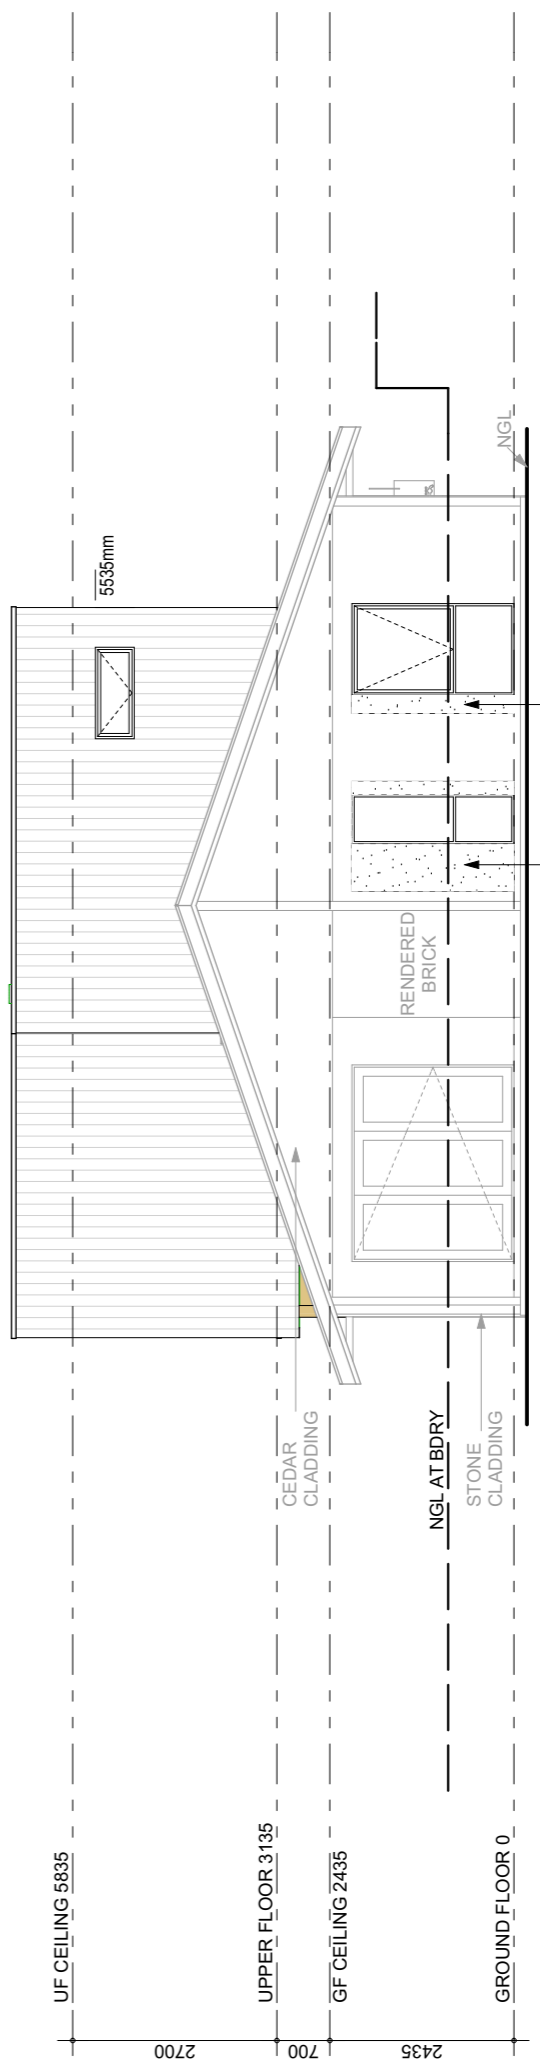 UF CEILING 5835
5535mm
UPPER FLOOR 3135
GF CEILING 2435
CEDAR
CLADDING
RENDERED
BRICK
NGL AT BDRY
STONE
CLADDING
NGL
GROUND FLOOR 0
2700
700
2435